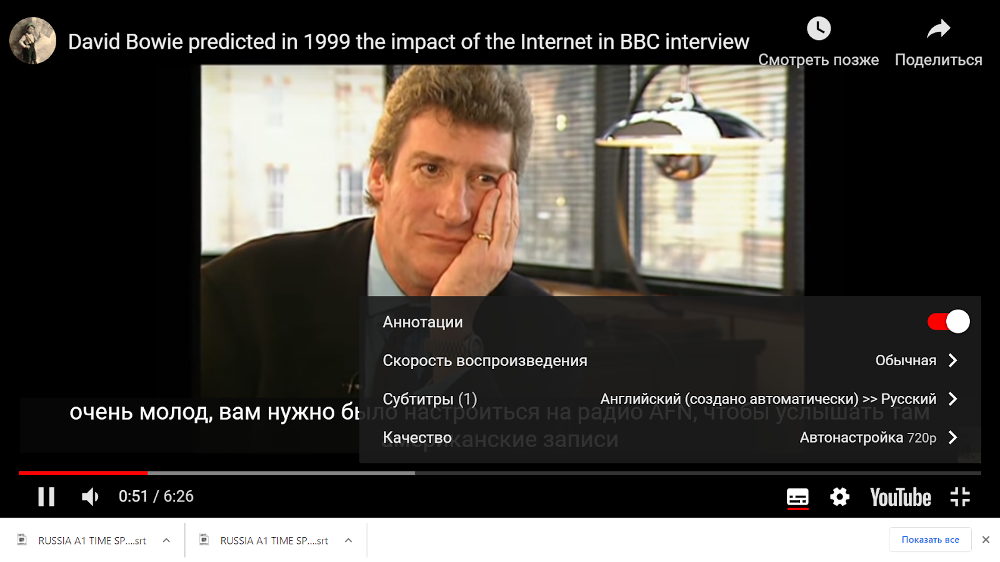 David Bowie predicted in 1999 the impact of the Internet in BBC interview
Смотреть позже
Поделиться
Аннотации
Скорость воспроизведения
Обычная
Субтитры (1)
Английский (создано автоматически) >> Русский
Качество
Автонастройка 720p
очень молод, вам нужно было настроиться на радио AFN, чтобы услышать там
американские записи
0:51 / 6:26
YouTube
RUSSIA A1 TIME SP....srt
RUSSIA A1 TIME SP....srt
Показать все